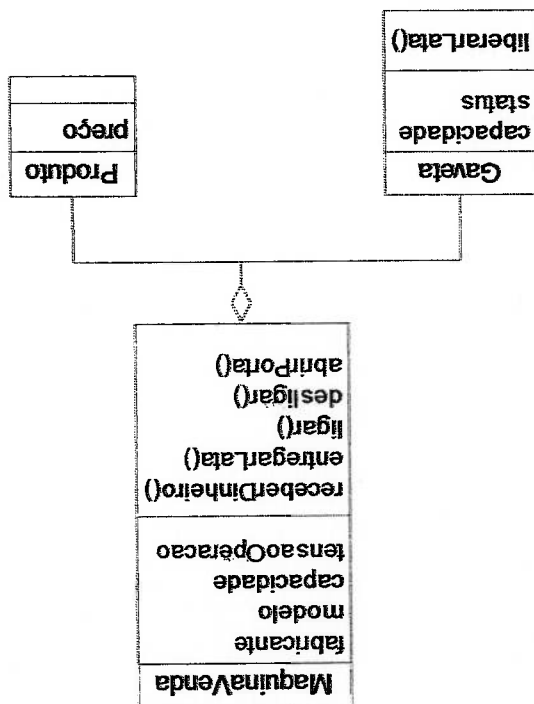 MaquinaVenda
fabricante
modelo
capacidade
tensaoOperacao
receberDinheiro()
entregarLata()
ligar()
desligar()
abrirPorta()
Gaveta
capacidade
status
liberarLata()
Produto
preço